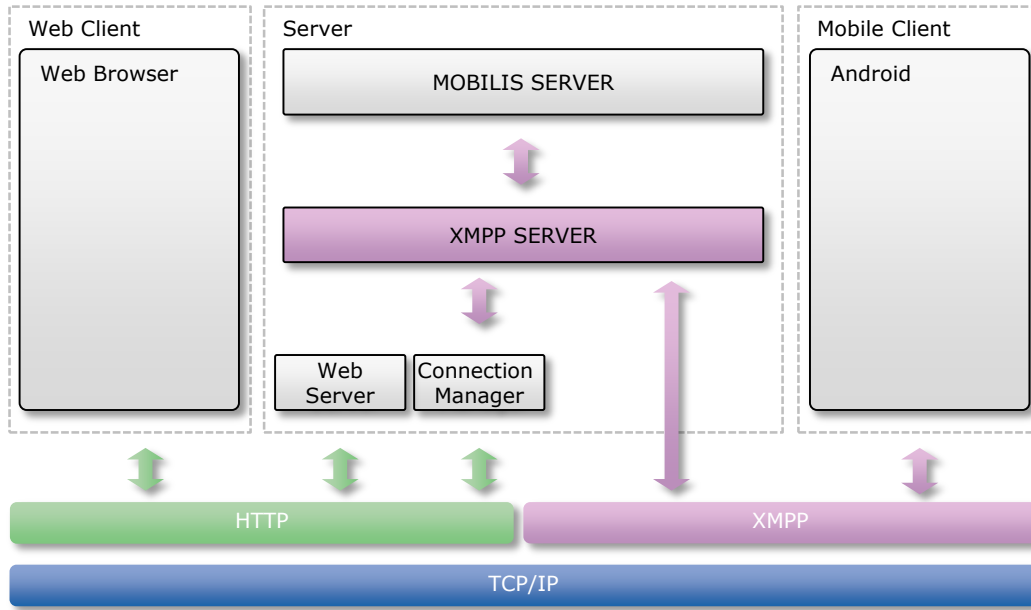 Web Client
Web Browser
Server
MOBILIS SERVER
XMPP SERVER
Web
Server
Connection
Manager
Mobile Client
Android
HTTP
XMPP
TCP/IP